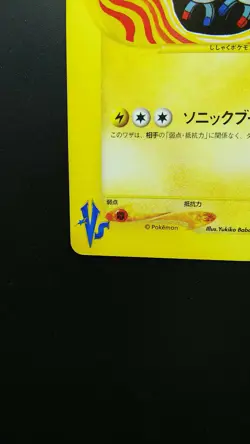 じしゃくポケモ
ソニックブ
このワザは、相手の「弱点・抵抗力」に関係なく、
弱点 抵抗力
VS
© Pokémon Illus. Yukiko Baba